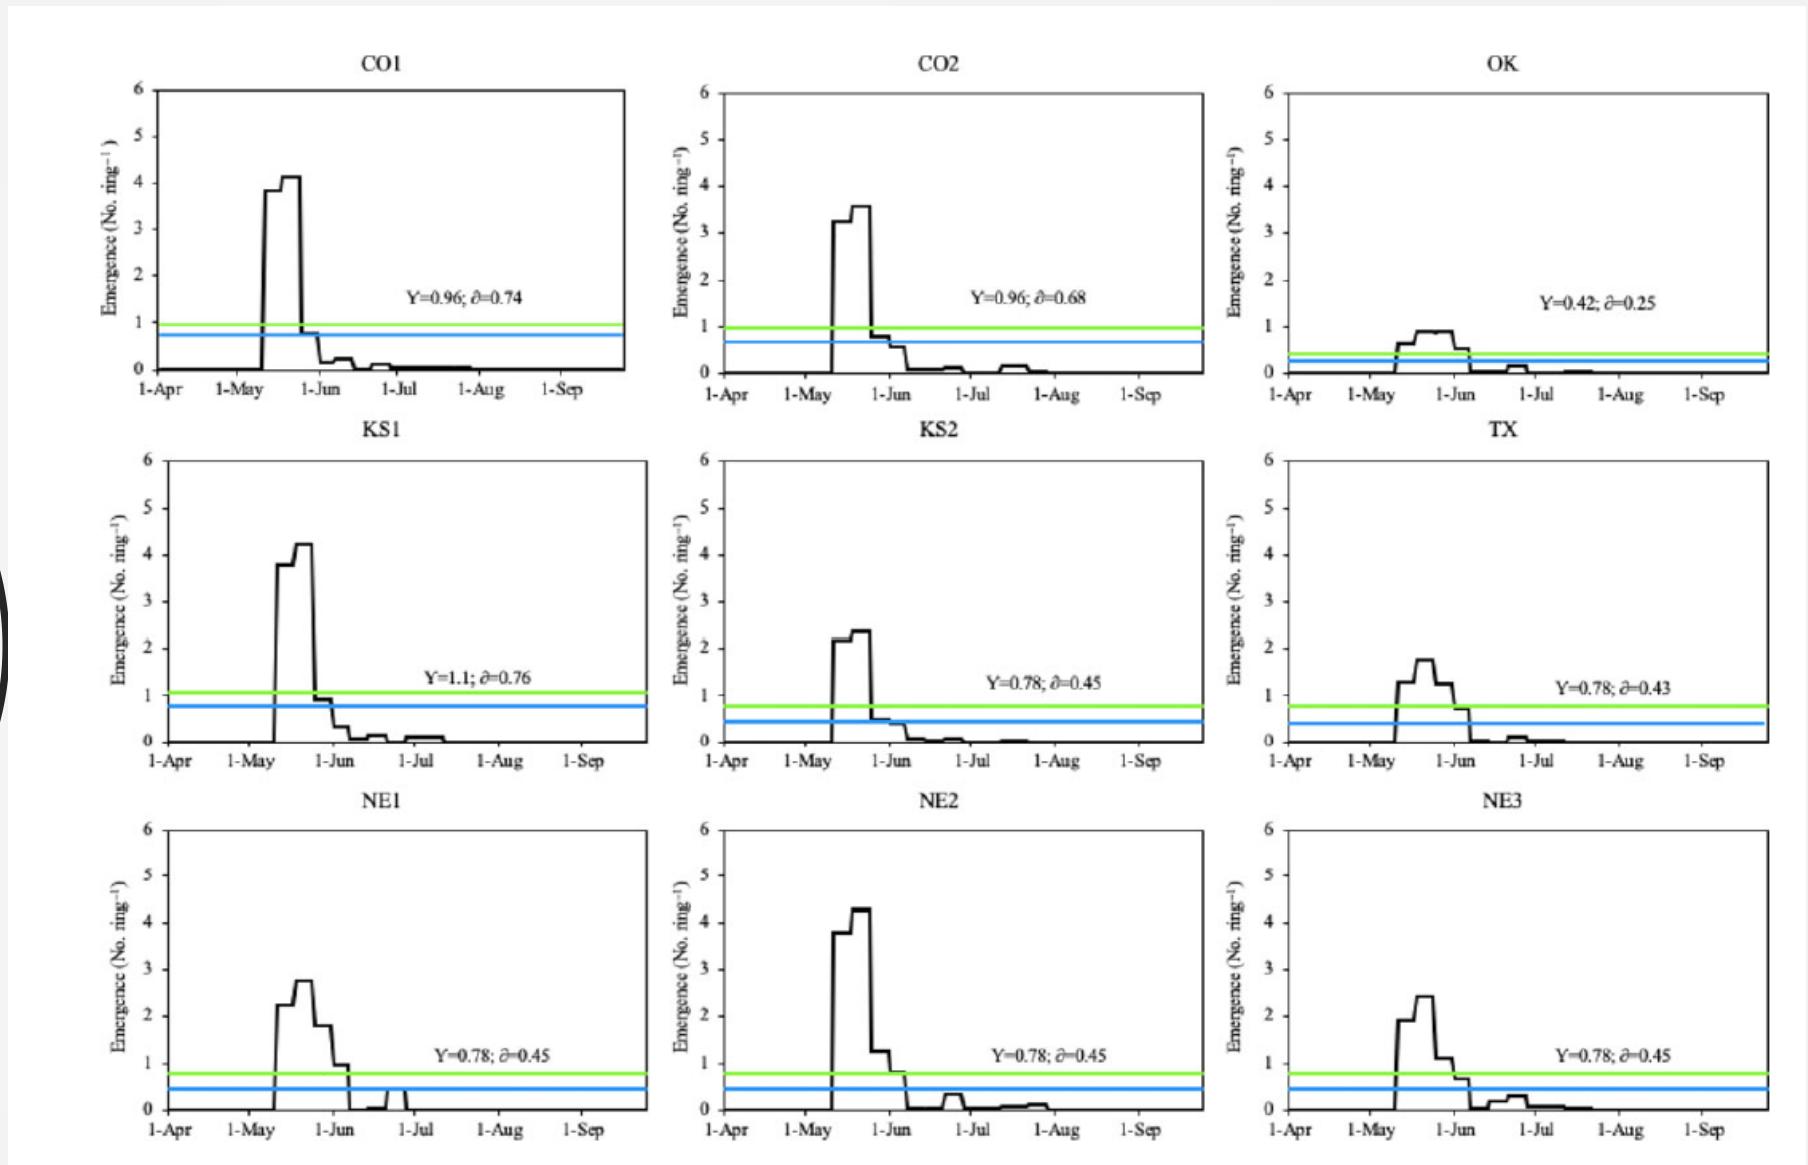 CO1 CO2 OK
6 6 6
5 5 5
4 4 4
3 3 3
2 2 2
1 1 1
0 0 0
Emergence (No. ring⁻¹) Emergence (No. ring⁻¹) Emergence (No. ring⁻¹)
Y=0.96; ∂=0.74 Y=0.96; ∂=0.68 Y=0.42; ∂=0.25
1-Apr 1-May 1-Jun 1-Jul 1-Aug 1-Sep 1-Apr 1-May 1-Jun 1-Jul 1-Aug 1-Sep 1-Apr 1-May 1-Jun 1-Jul 1-Aug 1-Sep
KS1 KS2 TX
6 6 6
5 5 5
4 4 4
3 3 3
2 2 2
1 1 1
0 0 0
Emergence (No. ring⁻¹) Emergence (No. ring⁻¹) Emergence (No. ring⁻¹)
Y=1.1; ∂=0.76 Y=0.78; ∂=0.45 Y=0.78; ∂=0.43
1-Apr 1-May 1-Jun 1-Jul 1-Aug 1-Sep 1-Apr 1-May 1-Jun 1-Jul 1-Aug 1-Sep 1-Apr 1-May 1-Jun 1-Jul 1-Aug 1-Sep
NE1 NE2 NE3
6 6 6
5 5 5
4 4 4
3 3 3
2 2 2
1 1 1
0 0 0
Emergence (No. ring⁻¹) Emergence (No. ring⁻¹) Emergence (No. ring⁻¹)
Y=0.78; ∂=0.45 Y=0.78; ∂=0.45 Y=0.78; ∂=0.45
1-Apr 1-May 1-Jun 1-Jul 1-Aug 1-Sep 1-Apr 1-May 1-Jun 1-Jul 1-Aug 1-Sep 1-Apr 1-May 1-Jun 1-Jul 1-Aug 1-Sep